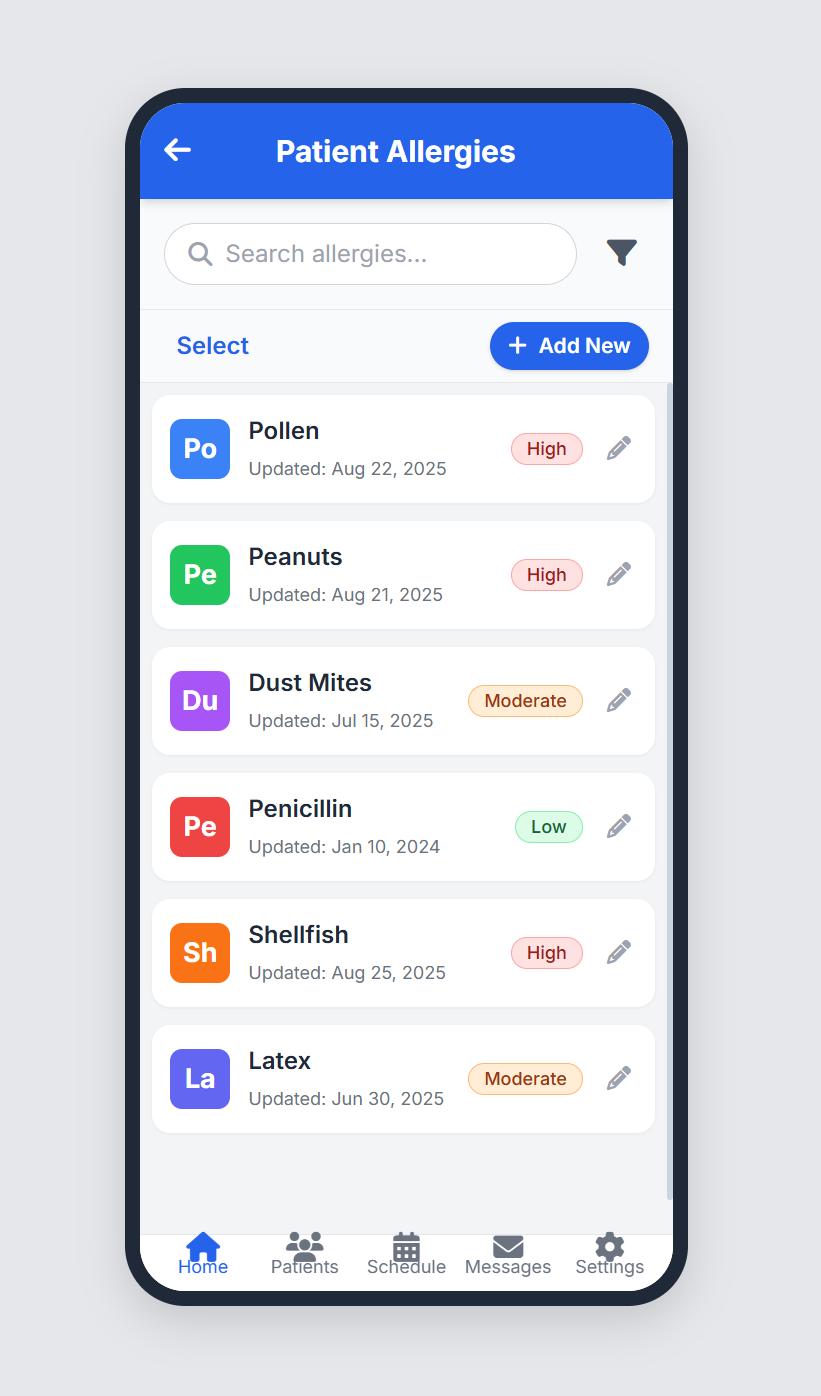 Patient Allergies
Search allergies...
Select
Add New
Po
Pollen
Updated: Aug 22, 2025
High
Pe
Peanuts
Updated: Aug 21, 2025
High
Du
Dust Mites
Updated: Jul 15, 2025
Moderate
Pe
Penicillin
Updated: Jan 10, 2024
Low
Sh
Shellfish
Updated: Aug 25, 2025
High
La
Latex
Updated: Jun 30, 2025
Moderate
Home
Patients
Schedule
Messages
Settings